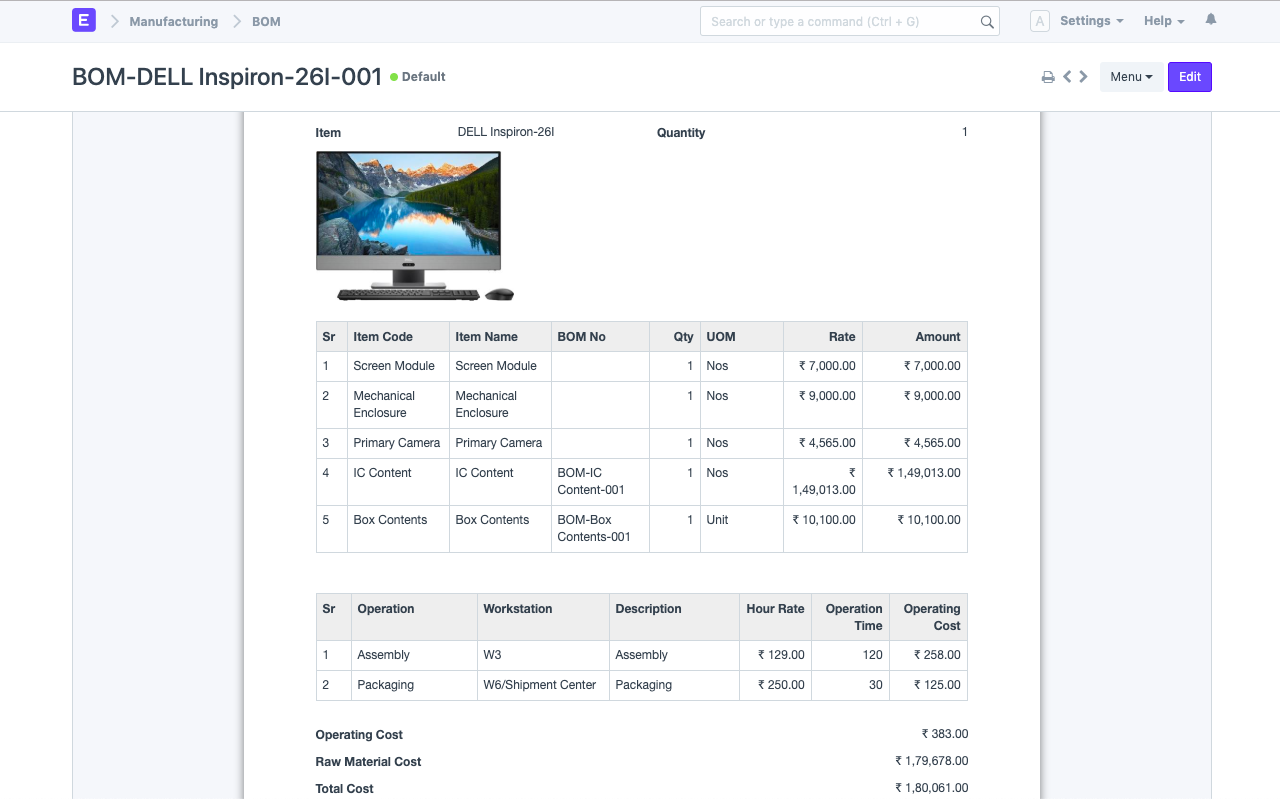 E Manufacturing BOM Search or type a command (Ctrl + G) A Settings Help
BOM-DELL Inspiron-26I-001 Default Menu Edit
Item DELL Inspiron-26I Quantity 1
Sr Item Code Item Name BOM No Qty UOM Rate Amount
1 Screen Module Screen Module 1 Nos ₹ 7,000.00 ₹ 7,000.00
2 Mechanical Mechanical 1 Nos ₹ 9,000.00 ₹ 9,000.00
Enclosure Enclosure
3 Primary Camera Primary Camera 1 Nos ₹ 4,565.00 ₹ 4,565.00
4 IC Content IC Content BOM-IC 1 Nos ₹ ₹ 1,49,013.00
Content-001 1,49,013.00
5 Box Contents Box Contents BOM-Box 1 Unit ₹ 10,100.00 ₹ 10,100.00
Contents-001
Sr Operation Workstation Description Hour Rate Operation Operating
Time Cost
1 Assembly W3 Assembly ₹ 129.00 120 ₹ 258.00
2 Packaging W6/Shipment Center Packaging ₹ 250.00 30 ₹ 125.00
Operating Cost ₹ 383.00
Raw Material Cost ₹ 1,79,678.00
Total Cost ₹ 1,80,061.00